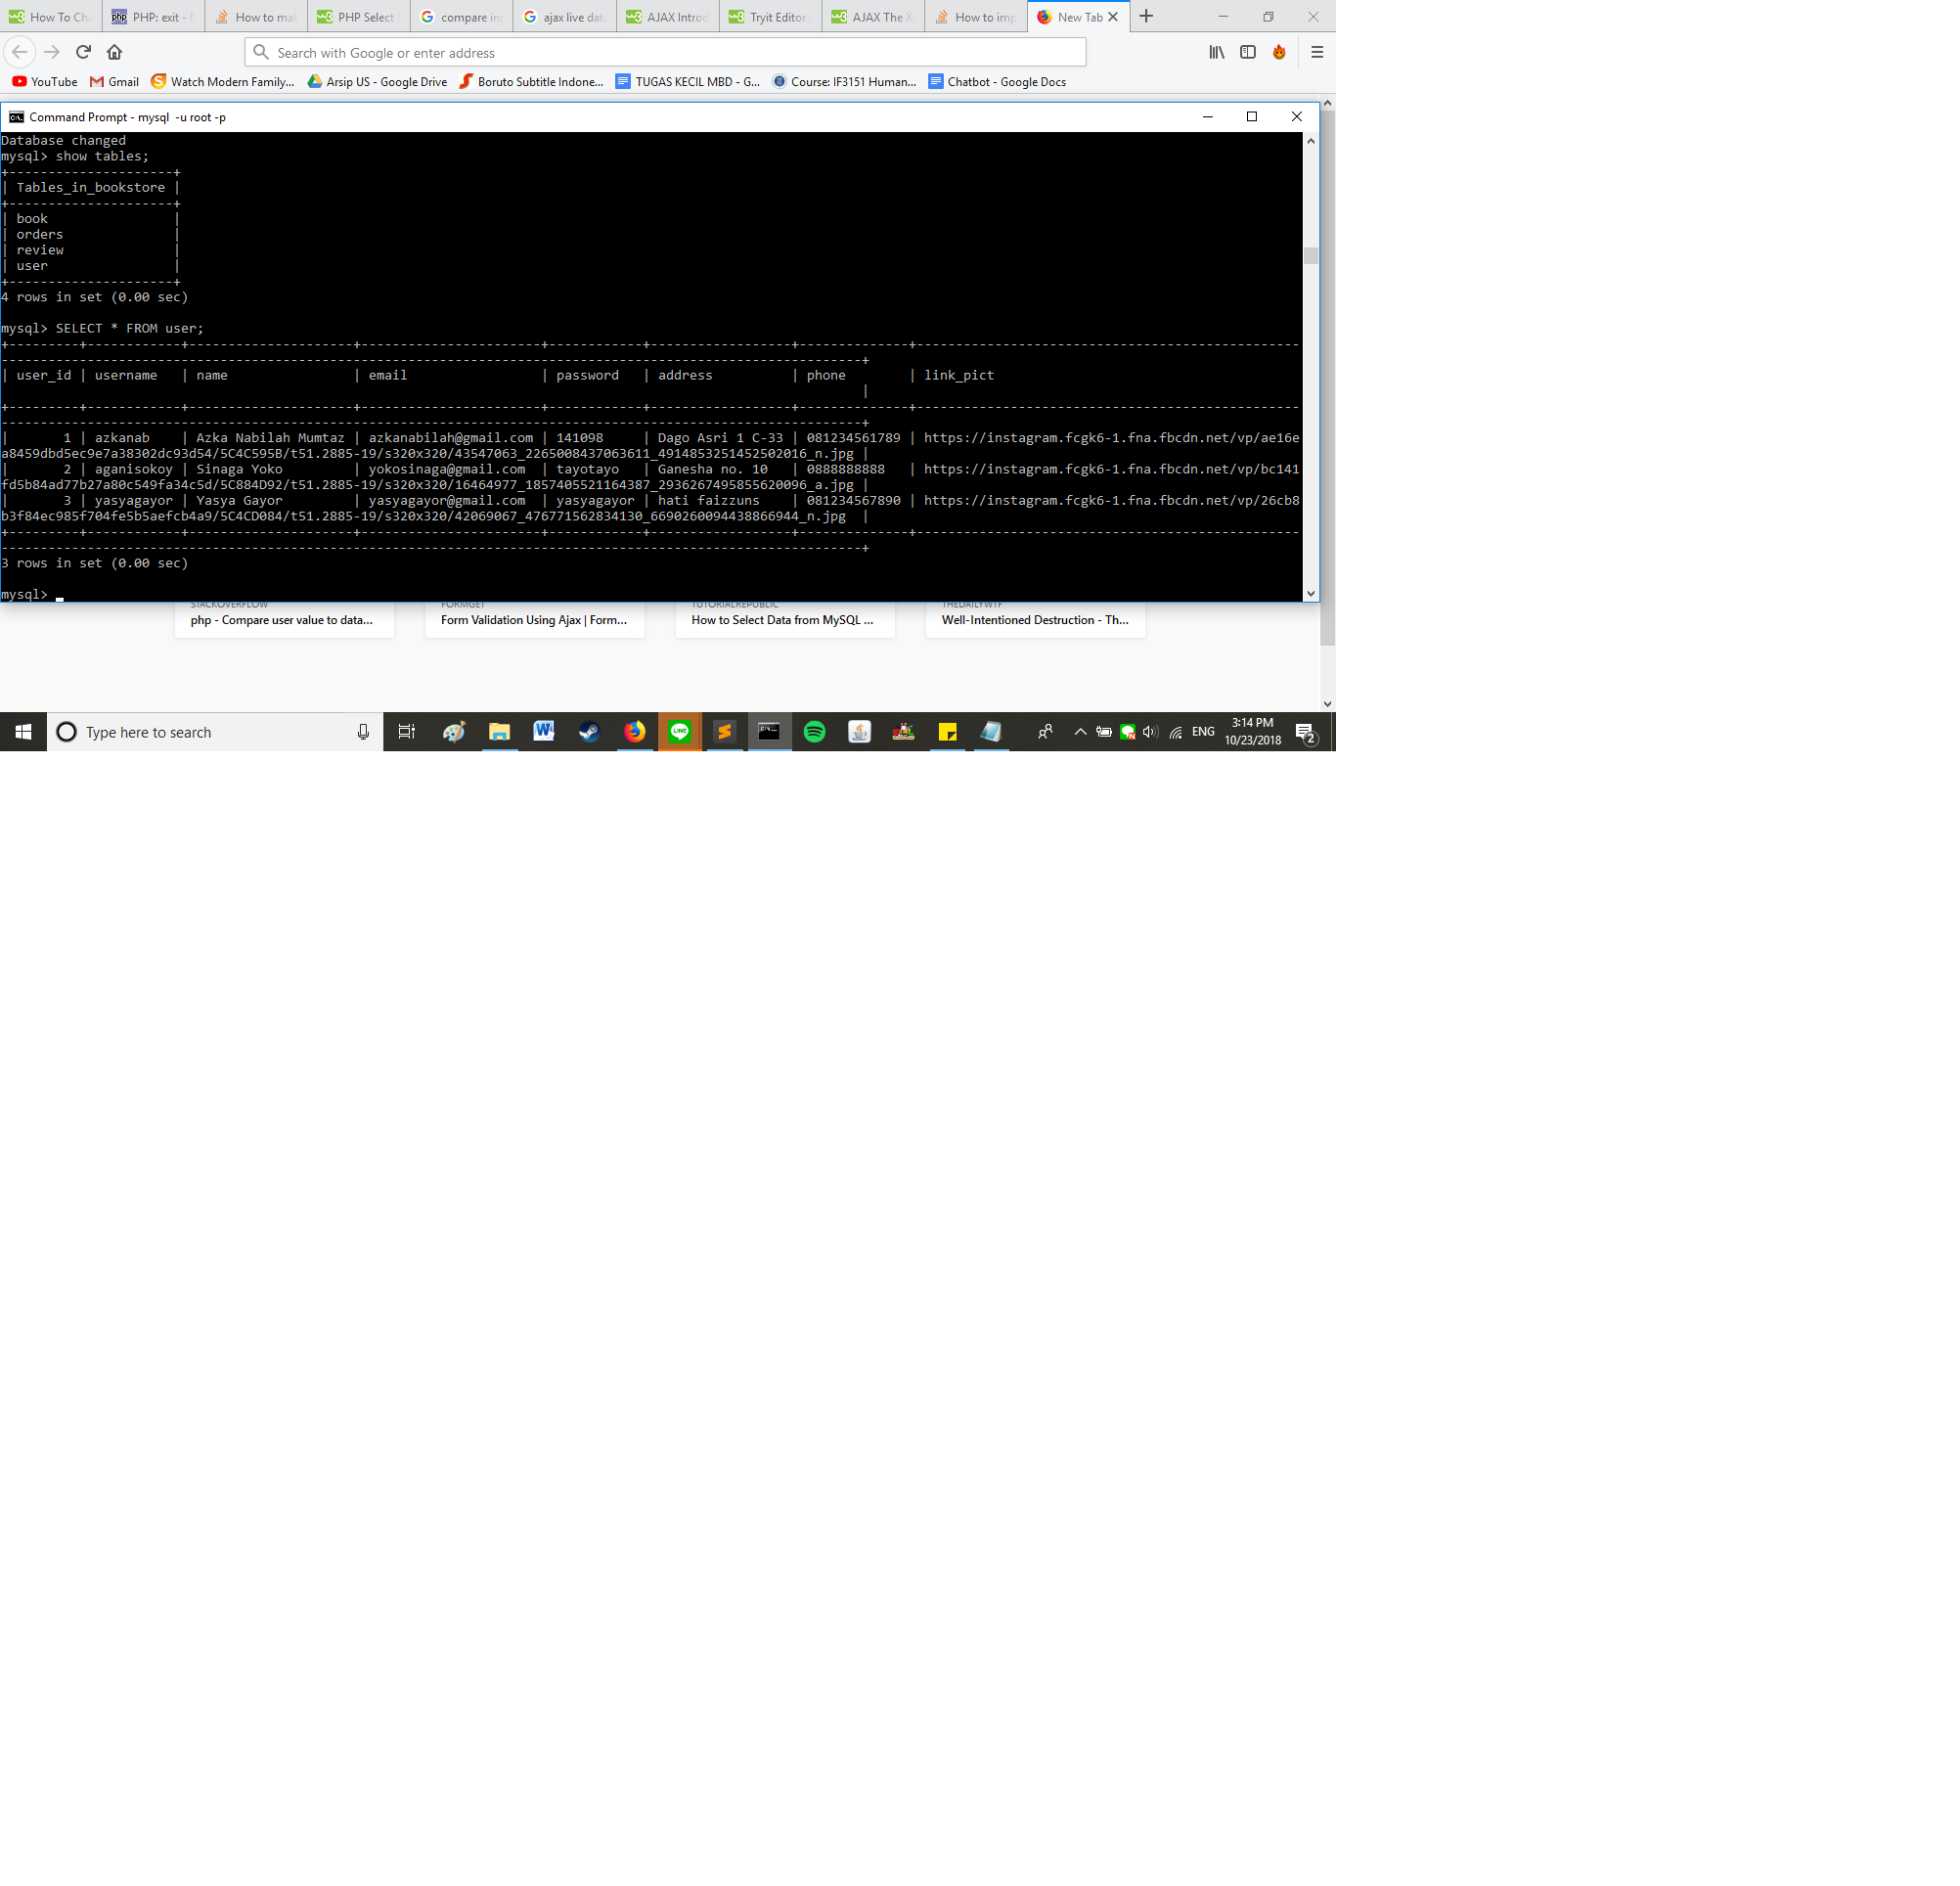 How To Ch
PHP: exit -
How to mal
PHP Select
compare in
ajax live dat
AJAX Introd
Tryit Editor
AJAX The X
How to imp
New Tab
Search with Google or enter address
YouTube
Gmail
Watch Modern Family...
Arsip US - Google Drive
Boruto Subtitle Indone...
TUGAS KECIL MBD - G...
Course: IF3151 Human...
Chatbot - Google Docs
Command Prompt - mysql  -u root -p
Database changed
mysql> show tables;
+---------------------+
| Tables_in_bookstore |
+---------------------+
| book                |
| orders              |
| review              |
| user                |
+---------------------+
4 rows in set (0.00 sec)
mysql> SELECT * FROM user;
| user_id | username   | name                | email                 | password   | address          | phone        | link_pict
|
|       1 | azkanab    | Azka Nabilah Mumtaz | azkanabilah@gmail.com | 141098     | Dago Asri 1 C-33 | 081234561789 | https://instagram.fcgk6-1.fna.fbcdn.net/vp/ae16e
a8459dbd5ec9e7a38302dc93d54/5C4C595B/t51.2885-19/s320x320/43547063_2265008437063611_4914853251452502016_n.jpg |
|       2 | aganisokoy | Sinaga Yoko         | yokosinaga@gmail.com  | tayotayo   | Ganesha no. 10   | 0888888888   | https://instagram.fcgk6-1.fna.fbcdn.net/vp/bc141
fd5b84ad77b27a80c549fa34c5d/5C884D92/t51.2885-19/s320x320/16464977_1857405521164387_2936267495855620096_a.jpg |
|       3 | yasyagayor | Yasya Gayor         | yasyagayor@gmail.com  | yasyagayor | hati faizzuns    | 081234567890 | https://instagram.fcgk6-1.fna.fbcdn.net/vp/26cb8
b3f84ec985f704fe5b5aefcb4a9/5C4CD084/t51.2885-19/s320x320/42069067_476771562834130_6690260094438866944_n.jpg  |
3 rows in set (0.00 sec)
mysql>
STACKOVERFLOW
php - Compare user value to data...
FORMGET
Form Validation Using Ajax | Form...
TUTORIALREPUBLIC
How to Select Data from MySQL ...
THEDAILYWTF
Well-Intentioned Destruction - Th...
Type here to search
LINE
ENG
3:14 PM
10/23/2018
2